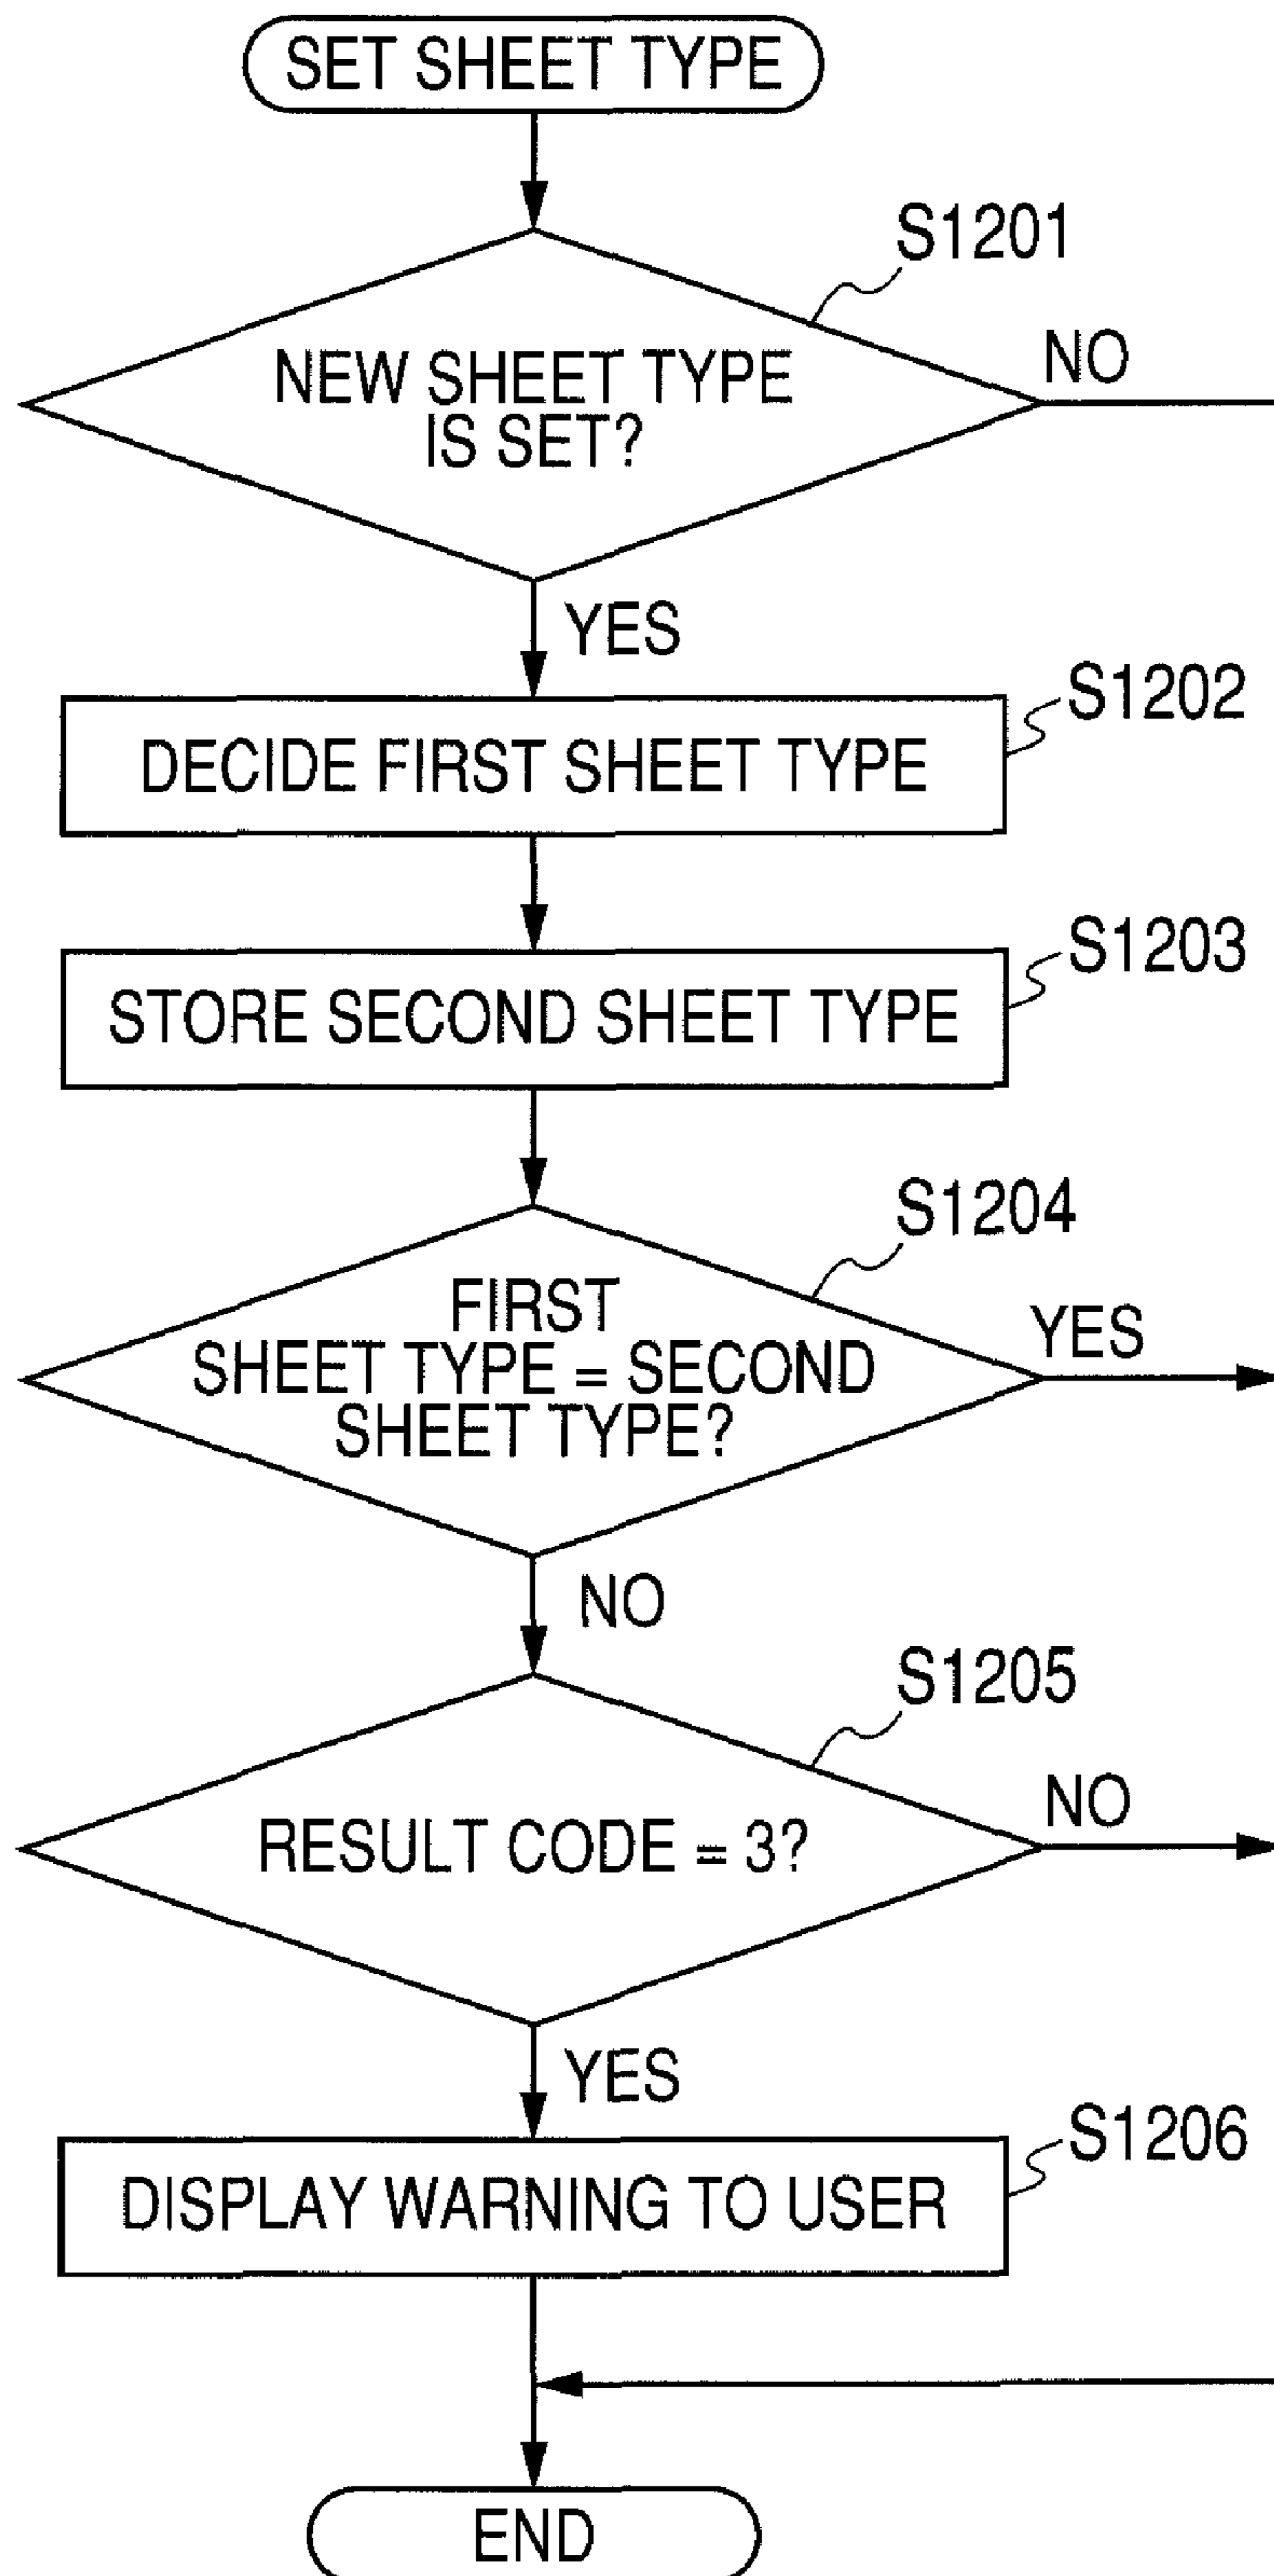 SET SHEET TYPE
S1201
NEW SHEET TYPE
IS SET?
NO
YES
S1202
DECIDE FIRST SHEET TYPE
S1203
STORE SECOND SHEET TYPE
S1204
FIRST
SHEET TYPE = SECOND
SHEET TYPE?
YES
NO
S1205
RESULT CODE = 3?
NO
YES
S1206
DISPLAY WARNING TO USER
END